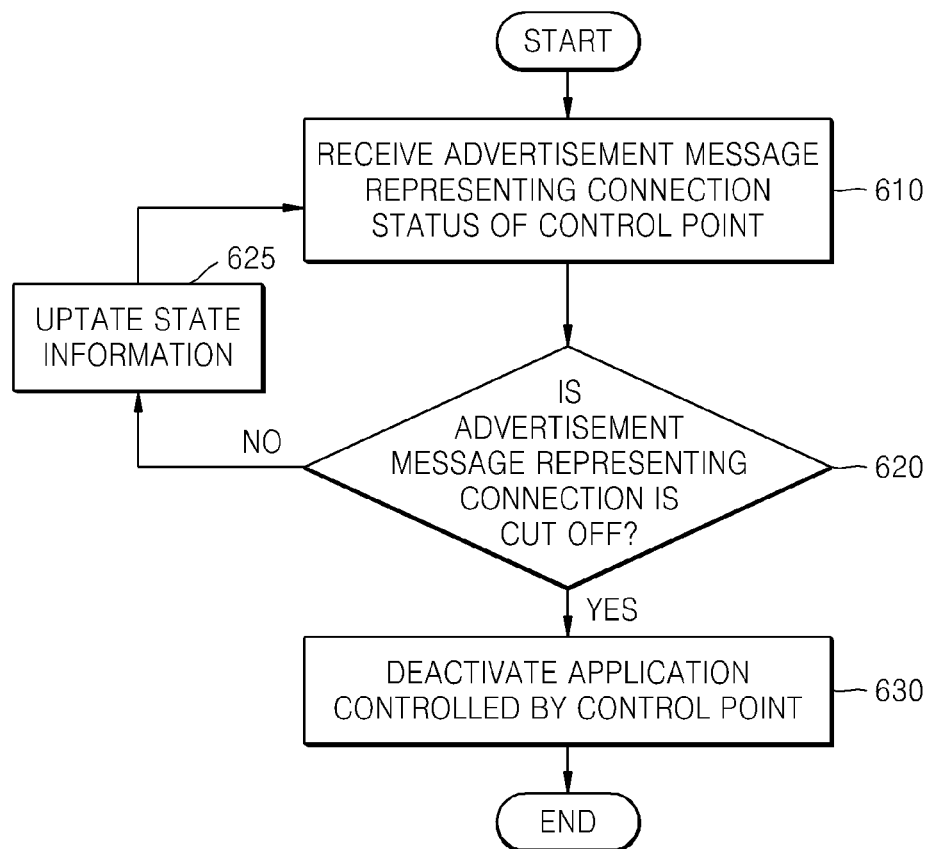 START
RECEIVE ADVERTISEMENT MESSAGE
REPRESENTING CONNECTION
STATUS OF CONTROL POINT
610
625
UPTATE STATE
INFORMATION
IS
ADVERTISEMENT
MESSAGE REPRESENTING
CONNECTION IS
CUT OFF?
620
NO
YES
DEACTIVATE APPLICATION
CONTROLLED BY CONTROL POINT
630
END